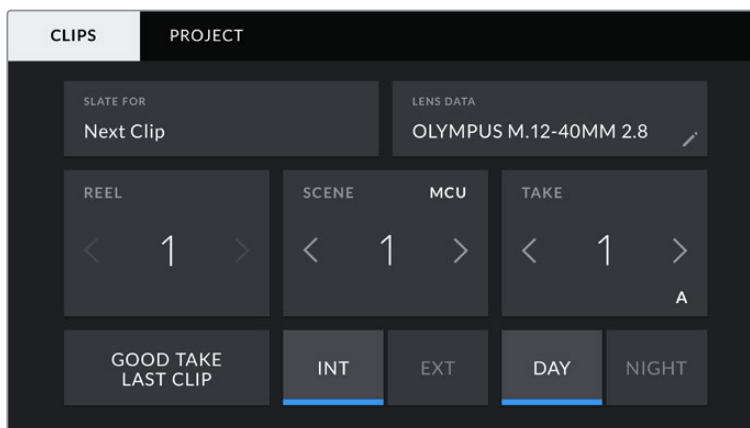 CLIPS PROJECT
SLATE FOR
Next Clip
LENS DATA
OLYMPUS M.12-40MM 2.8
REEL
1
SCENE MCU
1
TAKE
1
A
GOOD TAKE
LAST CLIP
INT EXT
DAY NIGHT